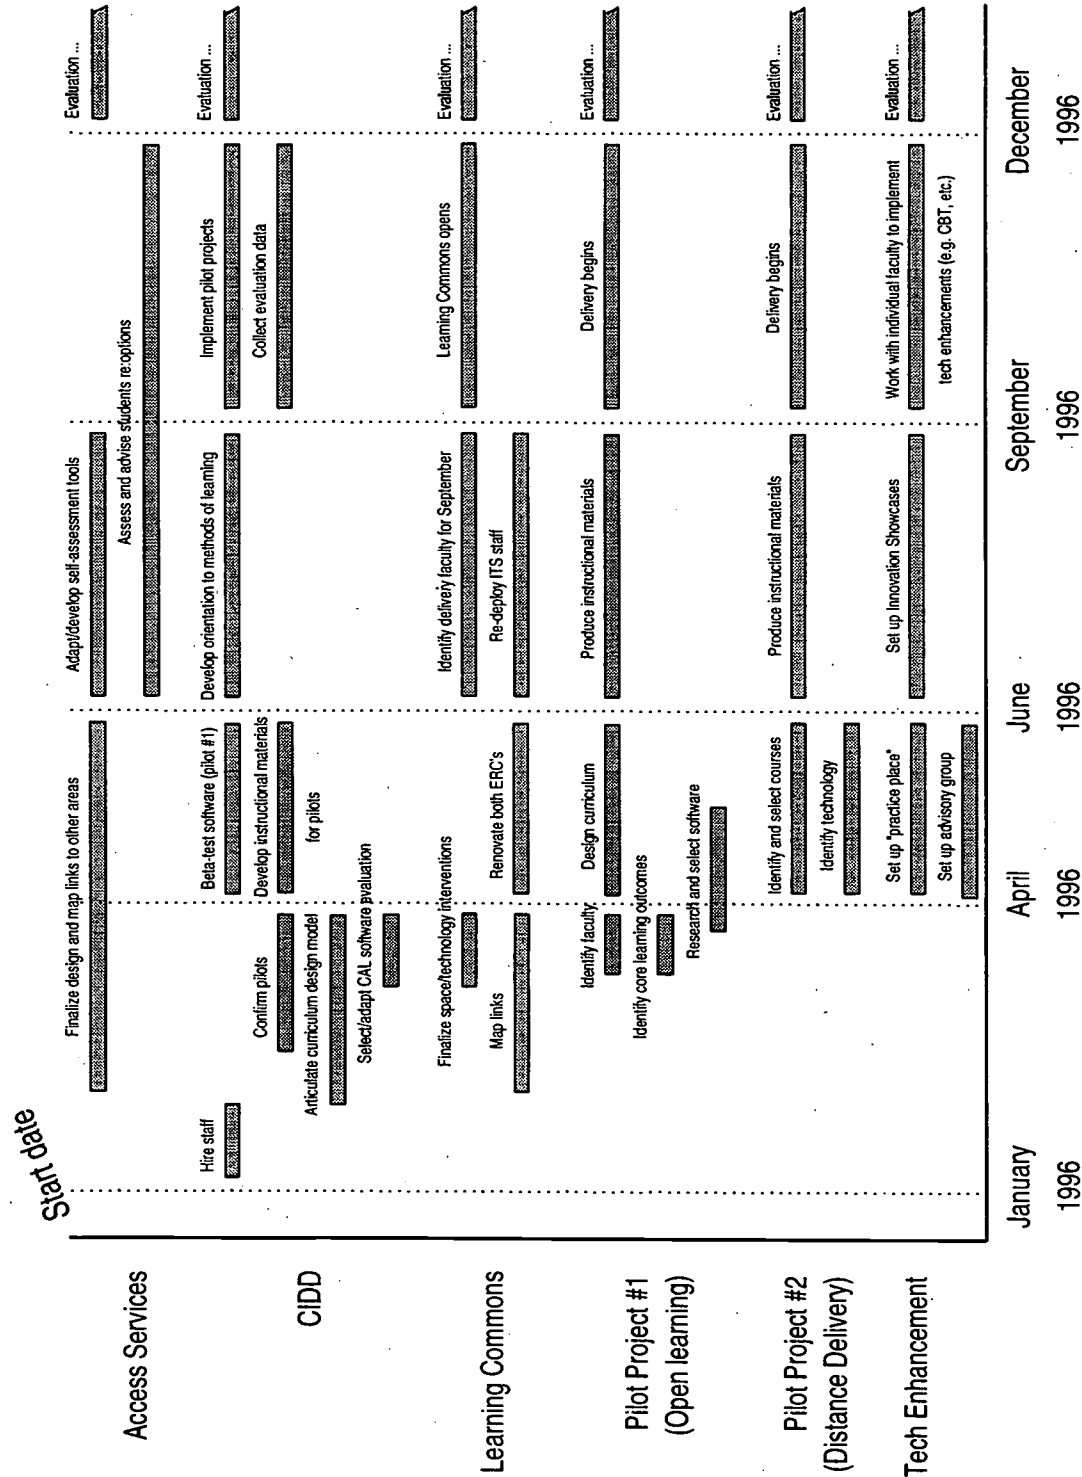 Start date
Access Services
Finalize design and map links to other areas
Adapt/develop self-assessment tools
Evaluation ...
Assess and advise students re:options
CIDD
Hire staff
Beta-test software (pilot #1)
Develop orientation to methods of learning
Implement pilot projects
Evaluation ...
Confirm pilots
Develop instructional materials
for pilots
Collect evaluation data
Articulate curriculum design model
Select/adapt CAL software evaluation
Learning Commons
Finalize space/technology interventions
Identify delivery faculty for September
Learning Commons opens
Evaluation ...
Map links
Renovate both ERC's
Re-deploy ITS staff
Pilot Project #1
(Open learning)
Identify faculty
Design curriculum
Produce instructional materials
Delivery begins
Evaluation ...
Identify core learning outcomes
Research and select software
Pilot Project #2
(Distance Delivery)
Identify and select courses
Produce instructional materials
Delivery begins
Evaluation ...
Identify technology
Tech Enhancement
Set up "practice place"
Set up Innovation Showcases
Work with individual faculty to implement
tech enhancements (e.g. CBT, etc.)
Evaluation ...
Set up advisory group
January
1996
April
1996
June
1996
September
1996
December
1996